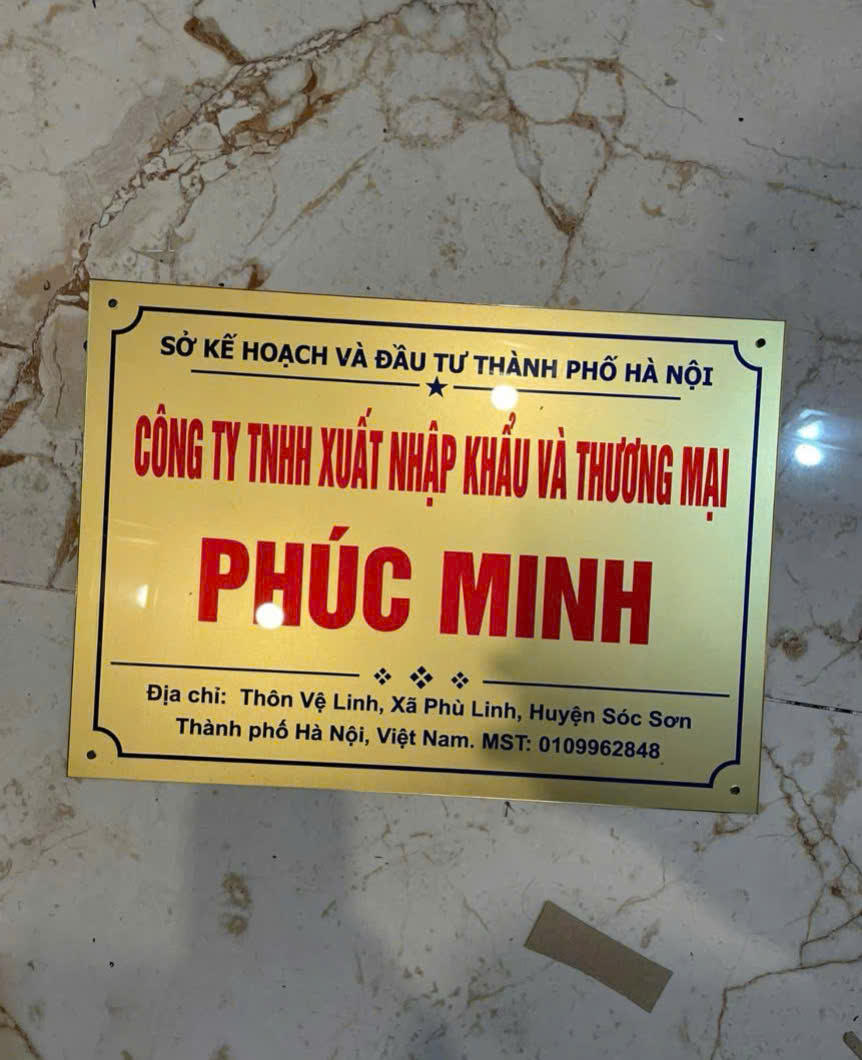 SỞ KẾ HOẠCH VÀ ĐẦU TƯ THÀNH PHỐ HÀ NỘI
CÔNG TY TNHH XUẤT NHẬP KHẨU VÀ THƯƠNG MẠI
PHÚC MINH
Địa chỉ: Thôn Vệ Linh, Xã Phù Linh, Huyện Sóc Sơn
Thành phố Hà Nội, Việt Nam. MST: 0109962848